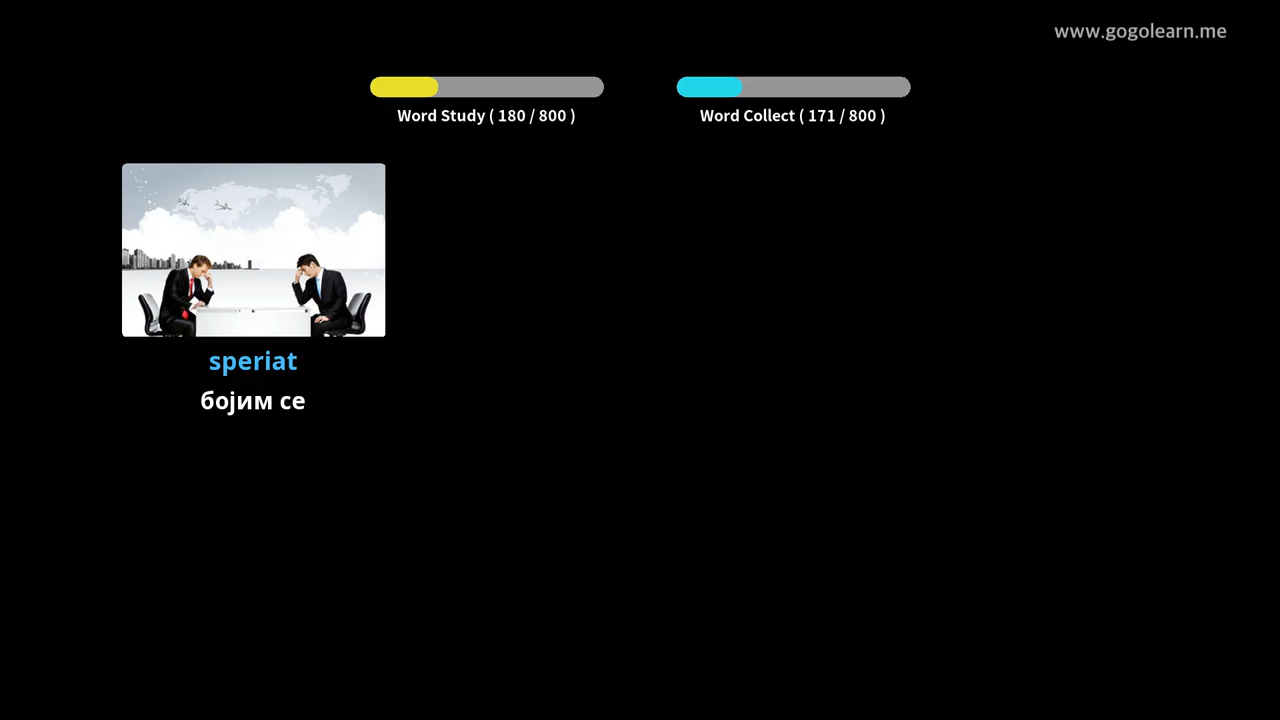 www.gogolearn.me
Word Study ( 180 / 800 )
Word Collect ( 171 / 800 )
speriat
бојим се